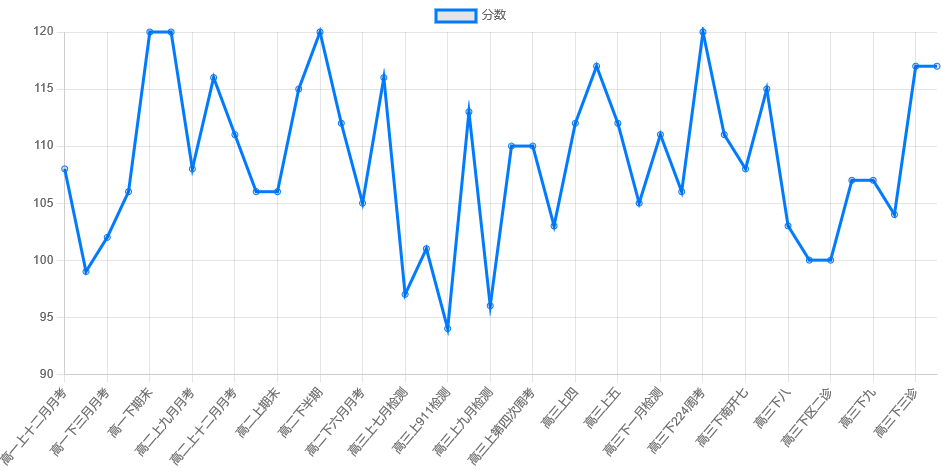 分数
120
115
110
105
100
95
90
高一上十二月月考
高一下三月月考
高一下期末
高二上九月月考
高二上十二月月考
高二上期末
高二下半期
高二下六月月考
高三上七月检测
高三上911检测
高三上九月检测
高三上第四次周考
高三上四
高三上五
高三下一月检测
高三下224周考
高三下南开七
高三下八
高三下区二诊
高三下九
高三下三诊